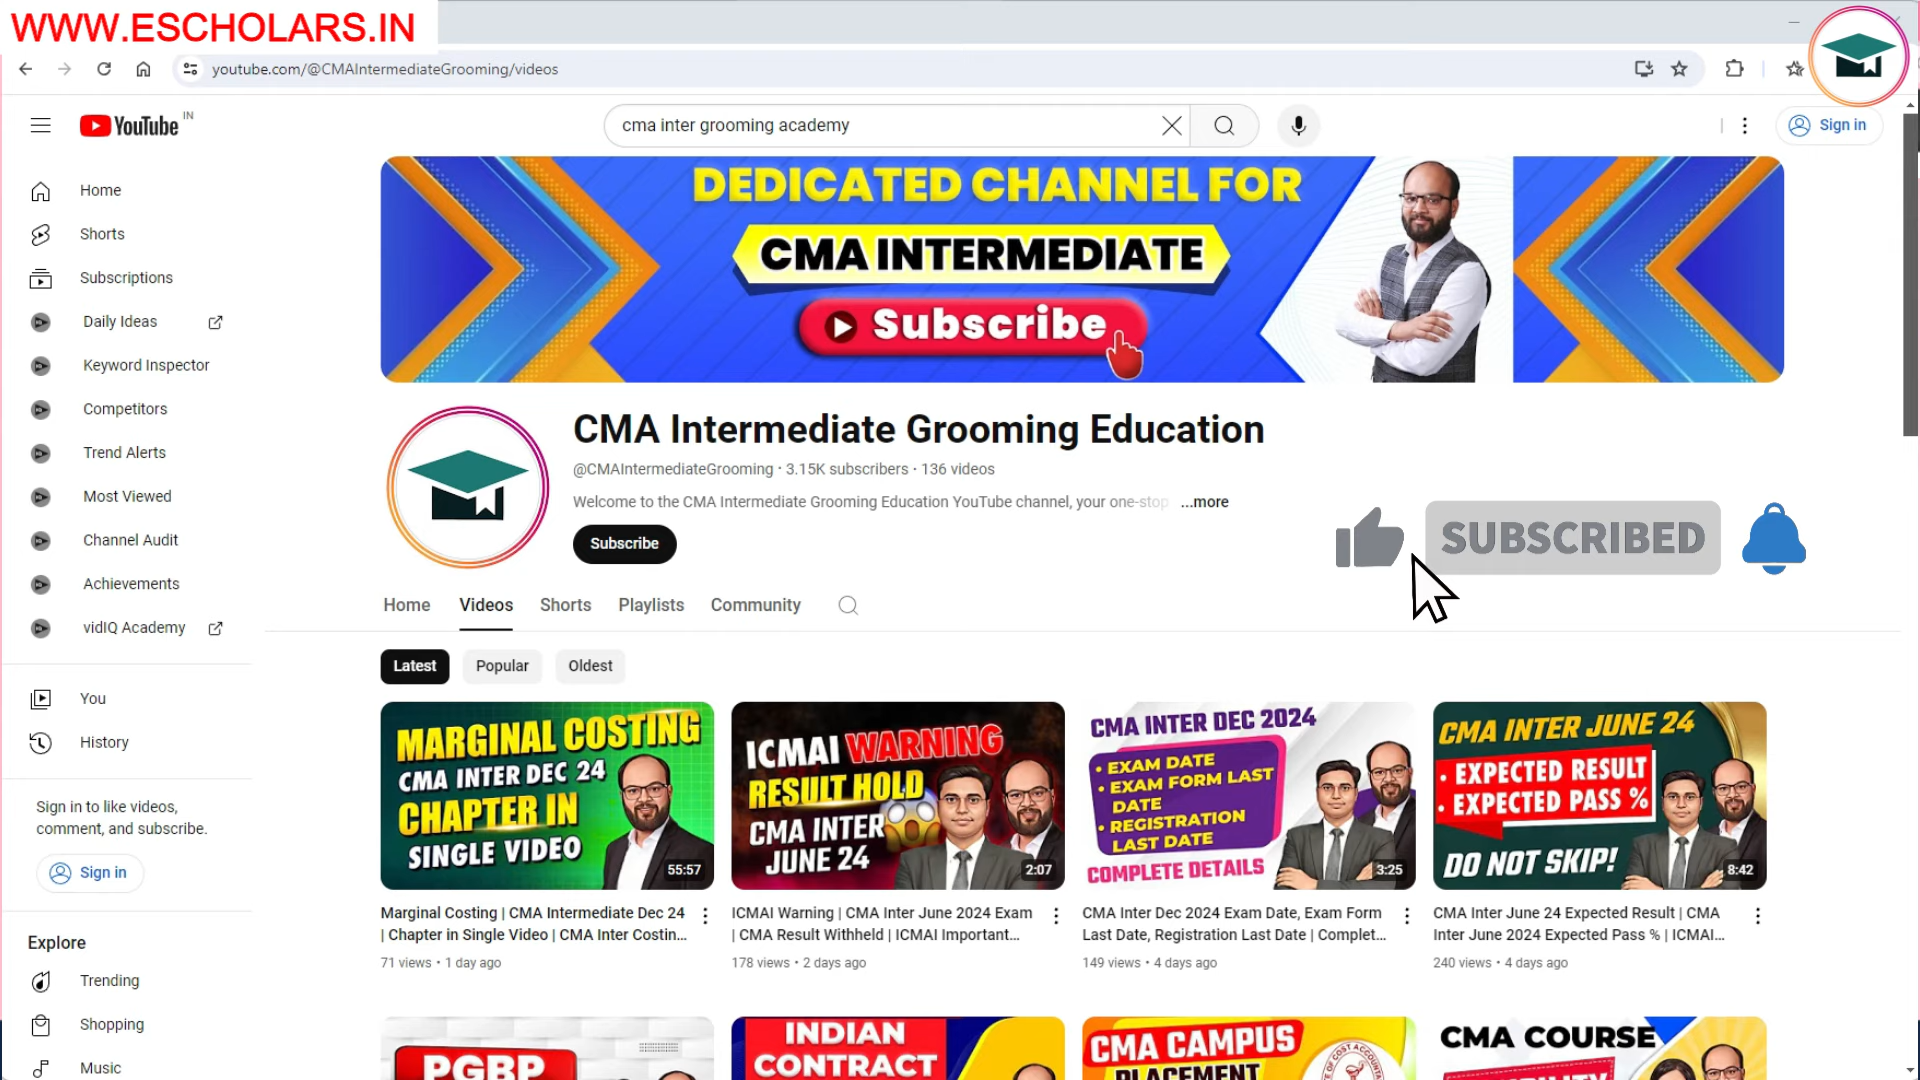 WWW.ESCHOLARS.IN
youtube.com/@CMAIntermediateGrooming/videos
YouTube IN
cma inter grooming academy
Sign in
Home
Shorts
Subscriptions
Daily Ideas
Keyword Inspector
Competitors
Trend Alerts
Most Viewed
Channel Audit
Achievements
vidIQ Academy
You
History
Sign in to like videos,
comment, and subscribe.
Sign in
Explore
Trending
Shopping
Music
DEDICATED CHANNEL FOR
CMA INTERMEDIATE
Subscribe
CMA Intermediate Grooming Education
@CMAIntermediateGrooming · 3.15K subscribers · 136 videos
Welcome to the CMA Intermediate Grooming Education YouTube channel, your one-stop ...more
Subscribe
SUBSCRIBED
Home Videos Shorts Playlists Community
Latest Popular Oldest
MARGINAL COSTING
CMA INTER DEC 24
CHAPTER IN
SINGLE VIDEO
55:57
Marginal Costing | CMA Intermediate Dec 24
| Chapter in Single Video | CMA Inter Costin...
71 views • 1 day ago
ICMAI WARNING
RESULT HOLD
CMA INTER
JUNE 24
2:07
ICMAI Warning | CMA Inter June 2024 Exam
| CMA Result Withheld | ICMAI Important...
178 views • 2 days ago
CMA INTER DEC 2024
• EXAM DATE
• EXAM FORM LAST
DATE
• REGISTRATION
LAST DATE
COMPLETE DETAILS
3:25
CMA Inter Dec 2024 Exam Date, Exam Form
Last Date, Registration Last Date | Complet...
149 views • 4 days ago
CMA INTER JUNE 24
• EXPECTED RESULT
• EXPECTED PASS %
DO NOT SKIP!
8:42
CMA Inter June 24 Expected Result | CMA
Inter June 2024 Expected Pass % | ICMAI...
240 views • 4 days ago
PGBP
INDIAN
CONTRACT
CMA CAMPUS
PLACEMENT
CMA COURSE